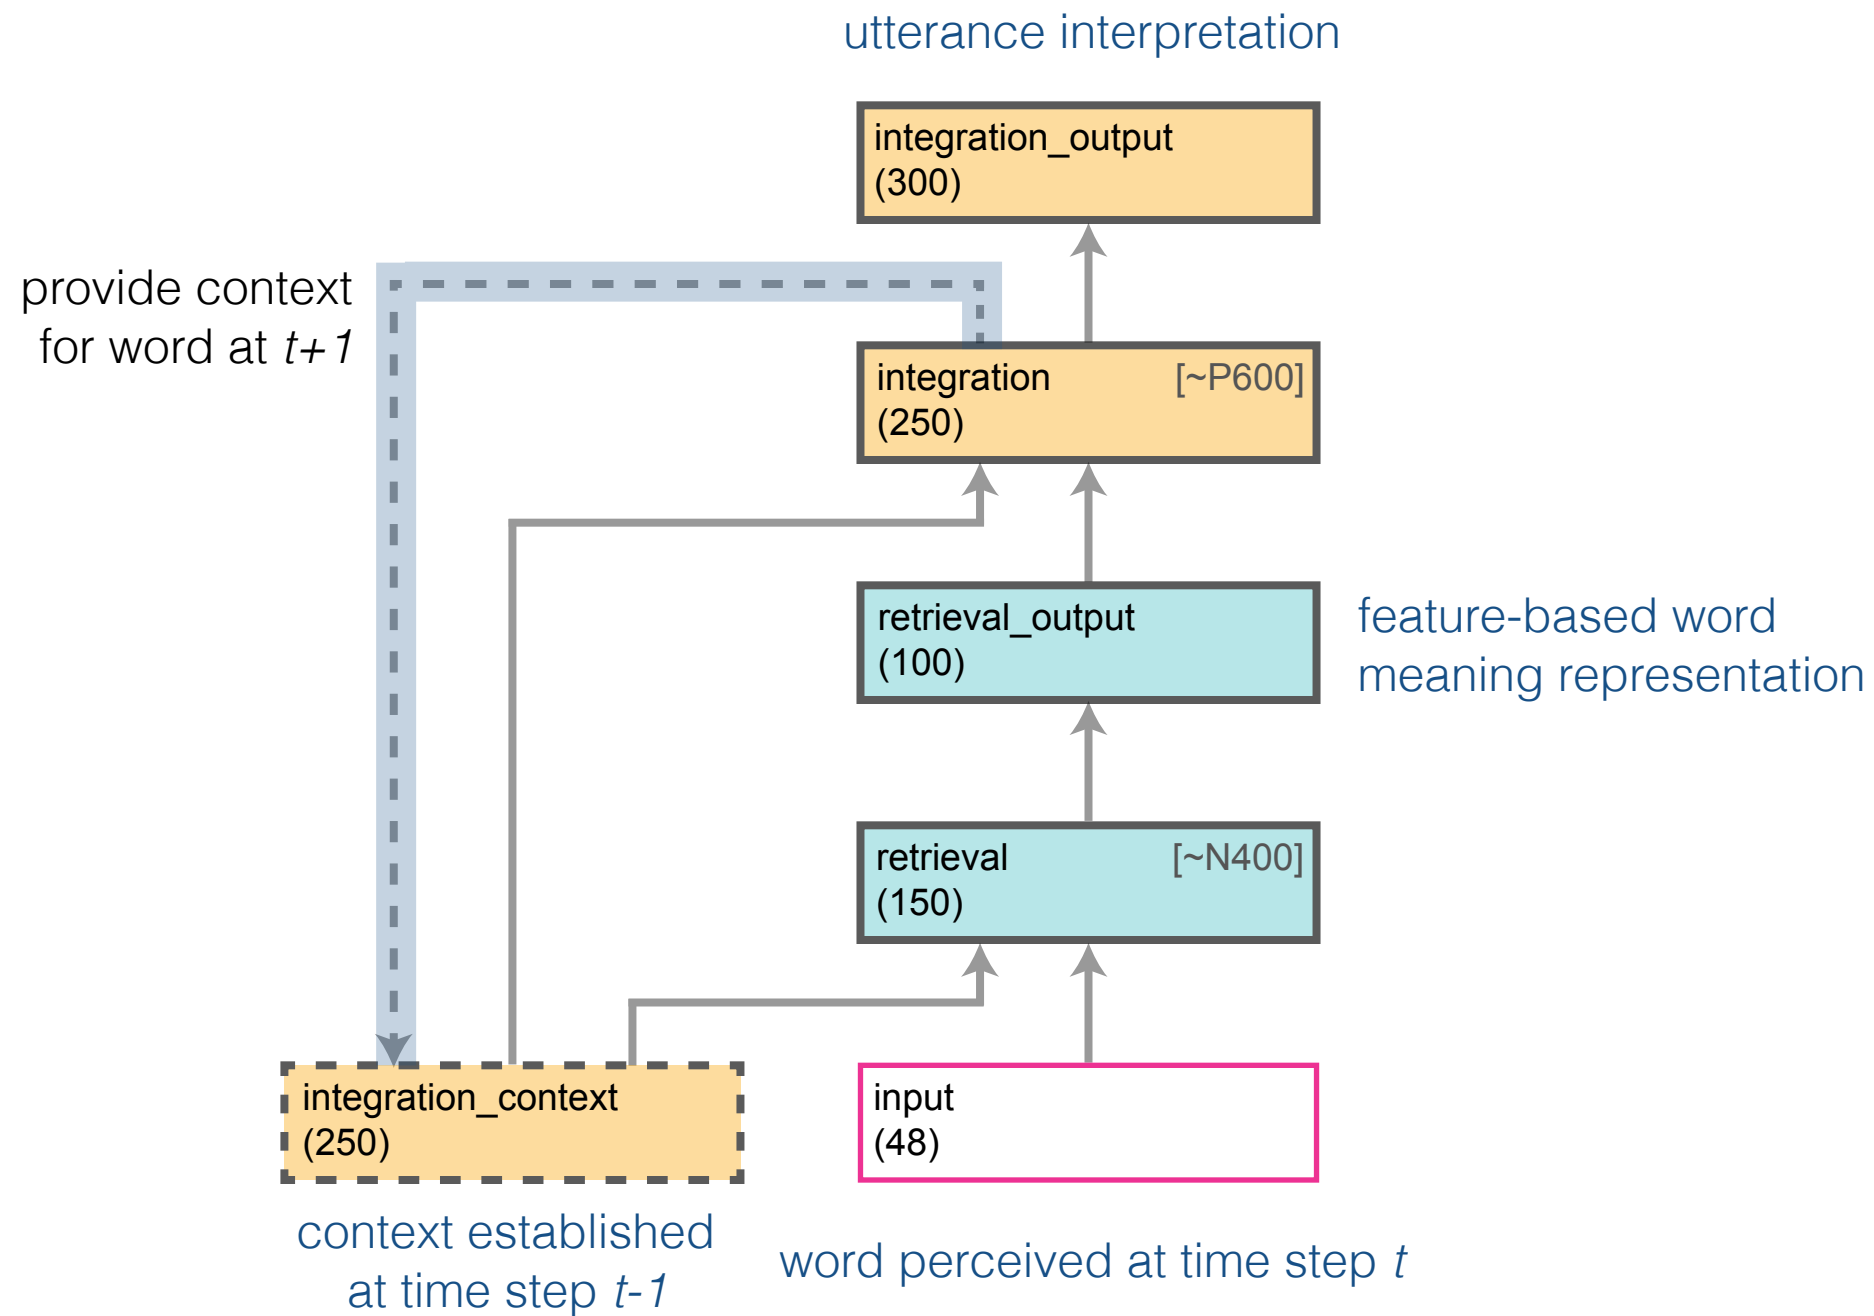 utterance interpretation
integration_output
(300)
provide context
for word at t+1
integration [~P600]
(250)
retrieval_output
(100)
feature-based word
meaning representation
retrieval [~N400]
(150)
integration_context
(250)
input
(48)
context established
at time step t-1
word perceived at time step t